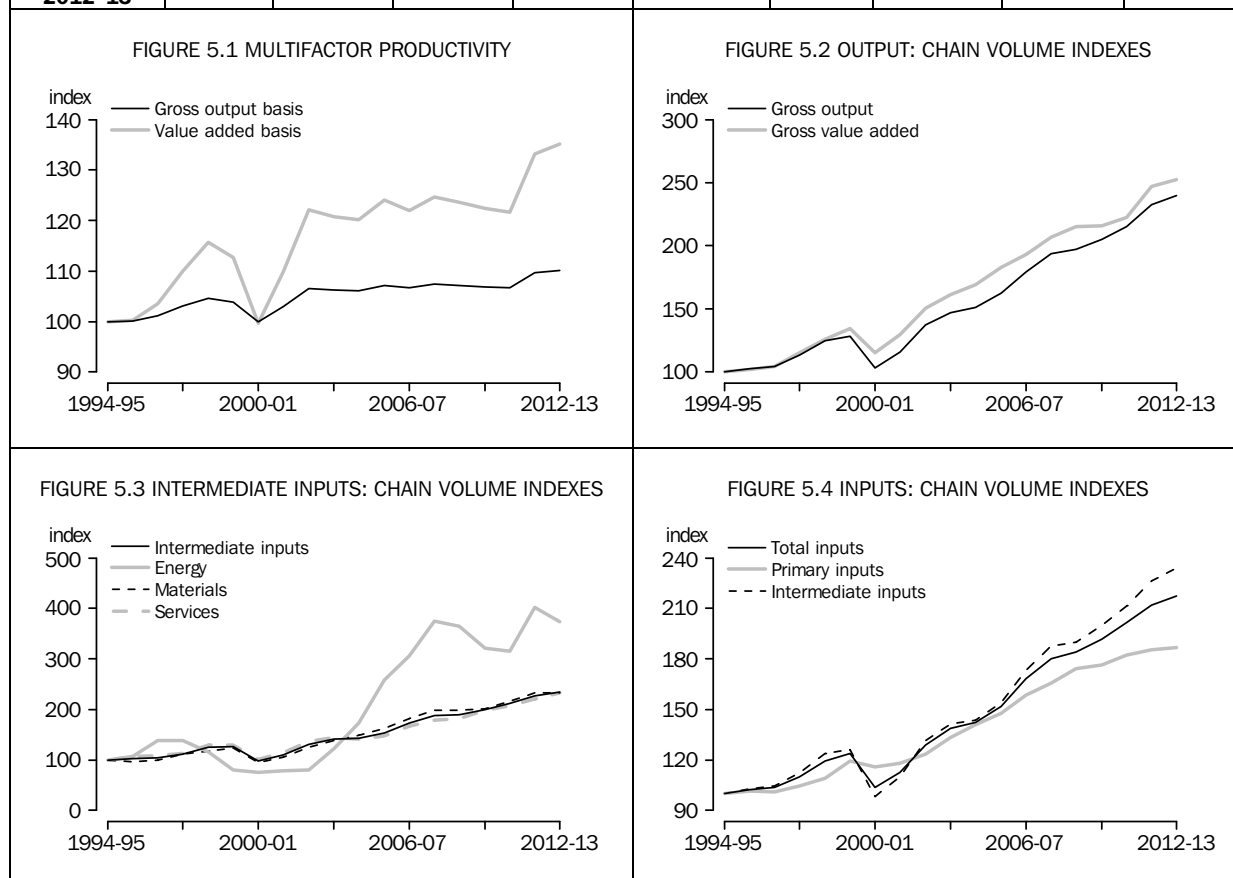 2012–13
FIGURE 5.1 MULTIFACTOR PRODUCTIVITY
index
Gross output basis
Value added basis
140
130
120
110
100
90
1994-95
2000-01
2006-07
2012-13
FIGURE 5.2 OUTPUT: CHAIN VOLUME INDEXES
index
Gross output
Gross value added
300
250
200
150
100
1994-95
2000-01
2006-07
2012-13
FIGURE 5.3 INTERMEDIATE INPUTS: CHAIN VOLUME INDEXES
index
Intermediate inputs
Energy
Materials
Services
500
400
300
200
100
0
1994-95
2000-01
2006-07
2012-13
FIGURE 5.4 INPUTS: CHAIN VOLUME INDEXES
index
Total inputs
Primary inputs
Intermediate inputs
240
210
180
150
120
90
1994-95
2000-01
2006-07
2012-13